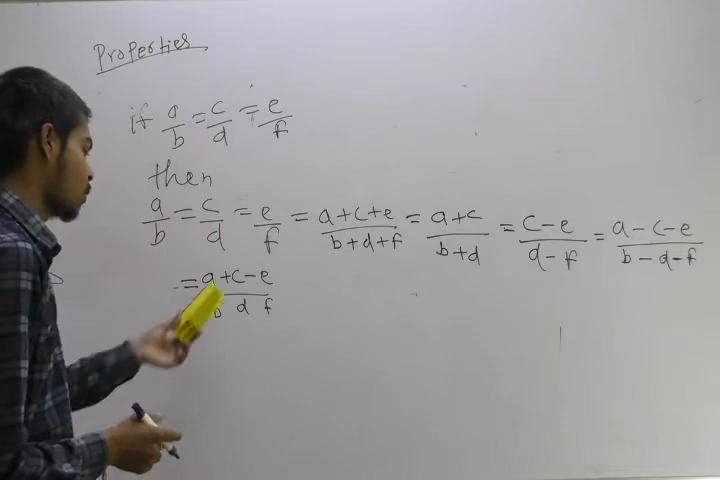 Properties
if a/b = c/d = e/f
then
a/b = c/d = e/f = a+c+e/b+d+f = a+c/b+d = c-e/d-f = a-c-e/b-d-f
= a+c-e/b d f